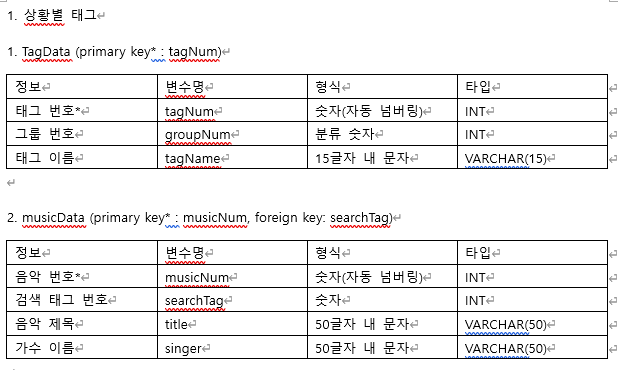 1. 상황별 태그
1. TagData (primary key* : tagNum)
정보 변수명 형식 타입
태그 번호* tagNum 숫자(자동 넘버링) INT
그룹 번호 groupNum 분류 숫자 INT
태그 이름 tagName 15글자 내 문자 VARCHAR(15)
2. musicData (primary key* : musicNum, foreign key: searchTag)
정보 변수명 형식 타입
음악 번호* musicNum 숫자(자동 넘버링) INT
검색 태그 번호 searchTag 숫자 INT
음악 제목 title 50글자 내 문자 VARCHAR(50)
가수 이름 singer 50글자 내 문자 VARCHAR(50)